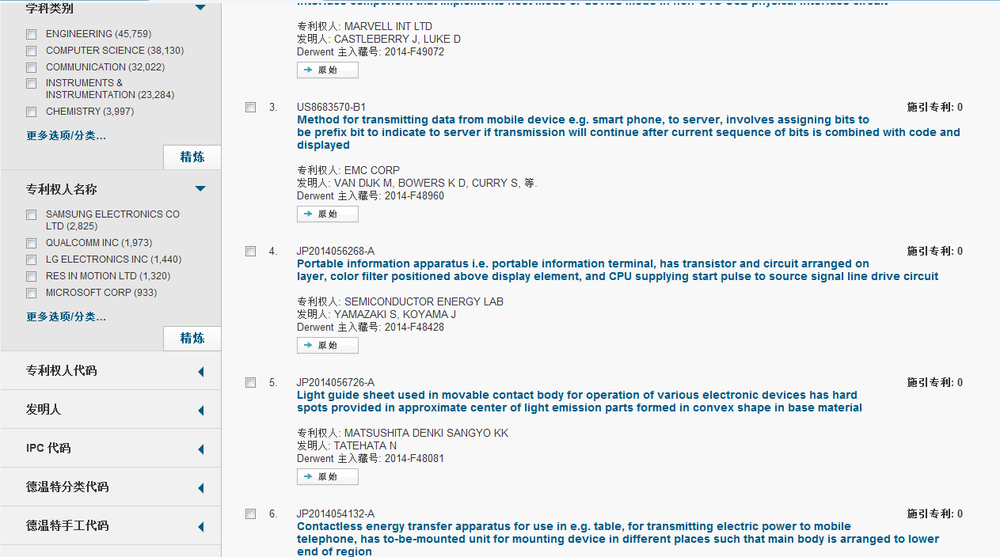 学科类别
ENGINEERING (45,759)
COMPUTER SCIENCE (38,130)
COMMUNICATION (32,022)
INSTRUMENTS &
INSTRUMENTATION (23,284)
CHEMISTRY (3,997)
更多选项/分类...
精炼
专利权人名称
SAMSUNG ELECTRONICS CO
LTD (2,825)
QUALCOMM INC (1,973)
LG ELECTRONICS INC (1,440)
RES IN MOTION LTD (1,320)
MICROSOFT CORP (933)
更多选项/分类...
精炼
专利权人代码
发明人
IPC 代码
德温特分类代码
德温特手工代码
interface component that implements host mode or device mode in non-OTG USB physical interface circuit
专利权人: MARVELL INT LTD
发明人: CASTLEBERRY J, LUKE D
Derwent 主入藏号: 2014-F49072
原始
3. US8683570-B1 施引专利: 0
Method for transmitting data from mobile device e.g. smart phone, to server, involves assigning bits to
be prefix bit to indicate to server if transmission will continue after current sequence of bits is combined with code and
displayed
专利权人: EMC CORP
发明人: VAN DIJK M, BOWERS K D, CURRY S, 等.
Derwent 主入藏号: 2014-F48960
原始
4. JP2014056268-A 施引专利: 0
Portable information apparatus i.e. portable information terminal, has transistor and circuit arranged on
layer, color filter positioned above display element, and CPU supplying start pulse to source signal line drive circuit
专利权人: SEMICONDUCTOR ENERGY LAB
发明人: YAMAZAKI S, KOYAMA J
Derwent 主入藏号: 2014-F48428
原始
5. JP2014056726-A 施引专利: 0
Light guide sheet used in movable contact body for operation of various electronic devices has hard
spots provided in approximate center of light emission parts formed in convex shape in base material
专利权人: MATSUSHITA DENKI SANGYO KK
发明人: TATEHATA N
Derwent 主入藏号: 2014-F48081
原始
6. JP2014054132-A 施引专利: 0
Contactless energy transfer apparatus for use in e.g. table, for transmitting electric power to mobile
telephone, has to-be-mounted unit for mounting device in different places such that main body is arranged to lower
end of region